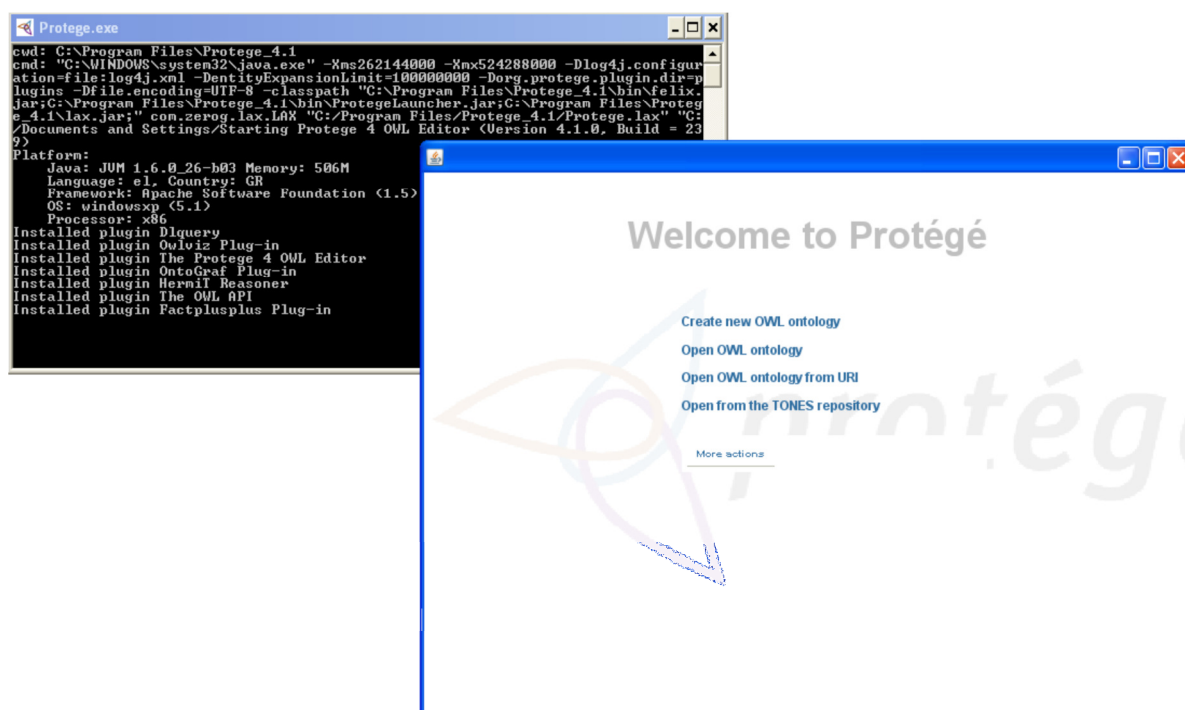 Protege.exe
cwd: C:\Program Files\Protege_4.1
cmd: "C:\WINDOWS\system32\java.exe" -Xms262144000 -Xmx524288000 -Dlog4j.configur
ation=file:log4j.xml -DentityExpansionLimit=100000000 -Dorg.protege.plugin.dir=p
lugins -Dfile.encoding=UTF-8 -classpath "C:\Program Files\Protege_4.1\bin\felix.
jar;C:\Program Files\Protege_4.1\bin\ProtegeLauncher.jar;C:\Program Files\Proteg
e_4.1\lax.jar;" com.zerog.lax.LAX "C:/Program Files/Protege_4.1/Protege.lax" "C:
/Documents and Settings/Starting Protege 4 OWL Editor (Version 4.1.0, Build = 23
9)
Platform:
Java: JVM 1.6.0_26-b03 Memory: 506M
Language: el, Country: GR
Framework: Apache Software Foundation (1.5)
OS: windowsxp (5.1)
Processor: x86
Installed plugin Dlquery
Installed plugin Owlviz Plug-in
Installed plugin The Protege 4 OWL Editor
Installed plugin OntoGraf Plug-in
Installed plugin HermiT Reasoner
Installed plugin The OWL API
Installed plugin Factplusplus Plug-in
Welcome to Protégé
Create new OWL ontology
Open OWL ontology
Open OWL ontology from URI
Open from the TONES repository
More actions
protég